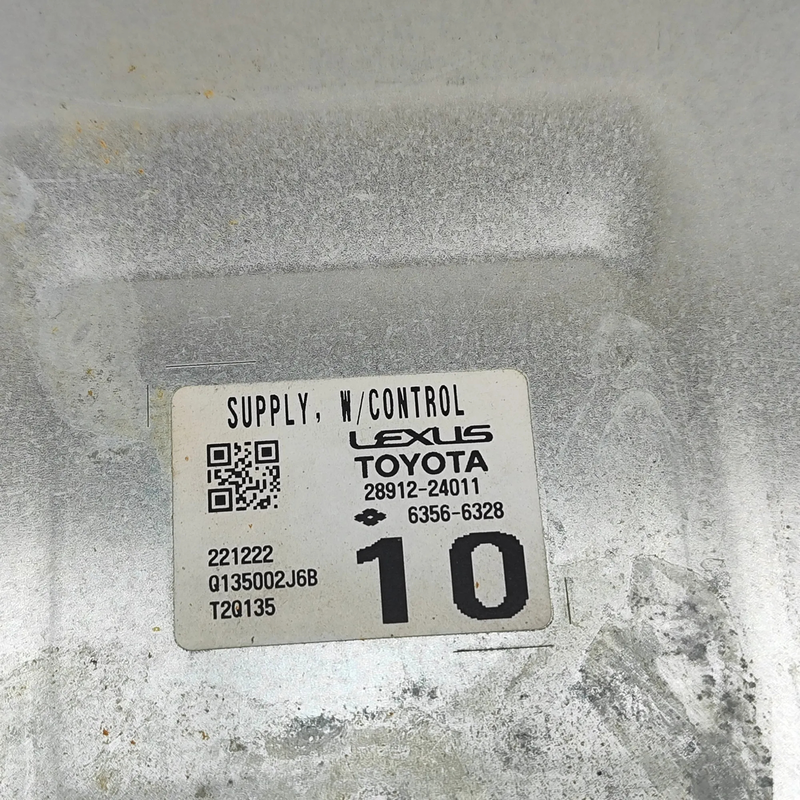 SUPPLY, W/CONTROL
LEXUS
TOYOTA
28912-24011
6356-6328
221222
Q135002J6B
T2Q135
10